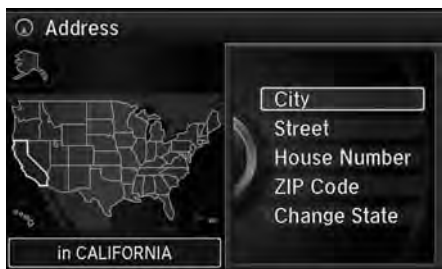 Address
City
Street
House Number
ZIP Code
Change State
in CALIFORNIA